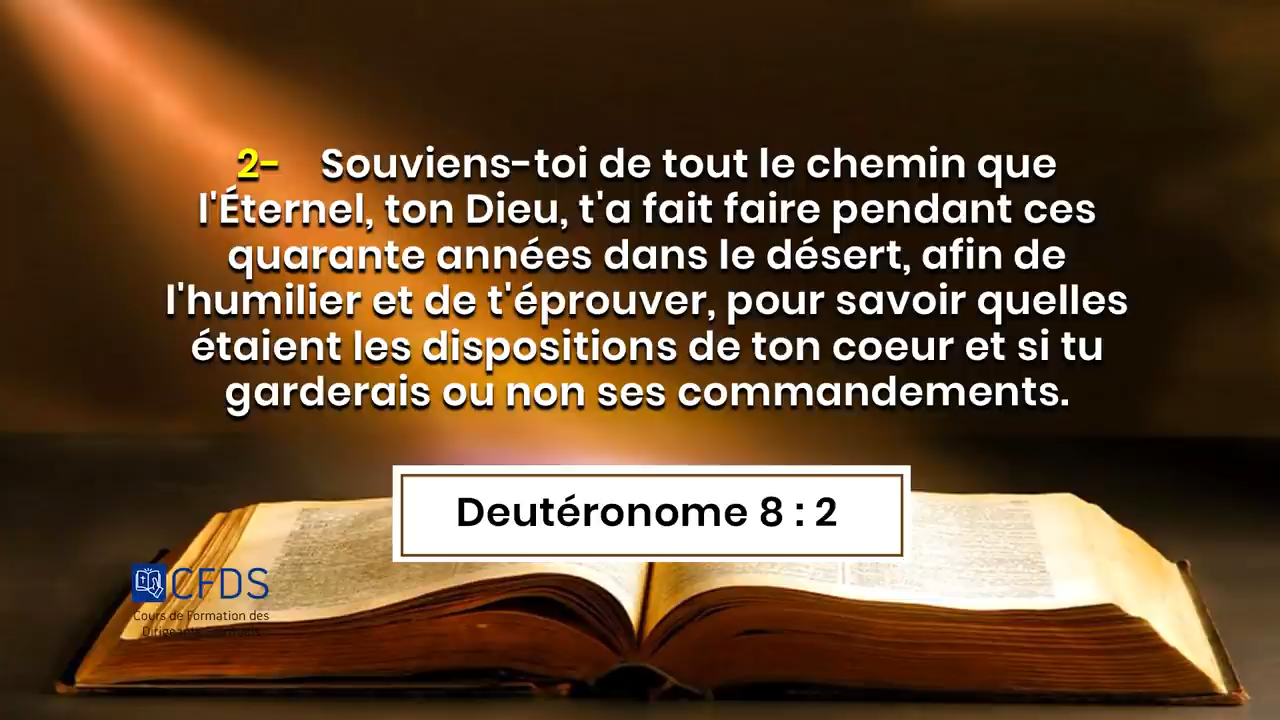 2- Souviens-toi de tout le chemin que
l'Éternel, ton Dieu, t'a fait faire pendant ces
quarante années dans le désert, afin de
l'humilier et de t'éprouver, pour savoir quelles
étaient les dispositions de ton coeur et si tu
garderais ou non ses commandements.
Deutéronome 8 : 2
CFDS
Cours de Formation des